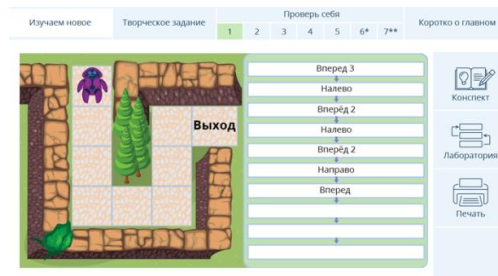 Изучаем новое
Творческое задание
Проверь себя
1 2 3 4 5 6* 7**
Коротко о главном
Выход
Вперед 3
Налево
Вперёд 2
Налево
Вперёд 2
Направо
Вперед
Конспект
Лаборатория
Печать